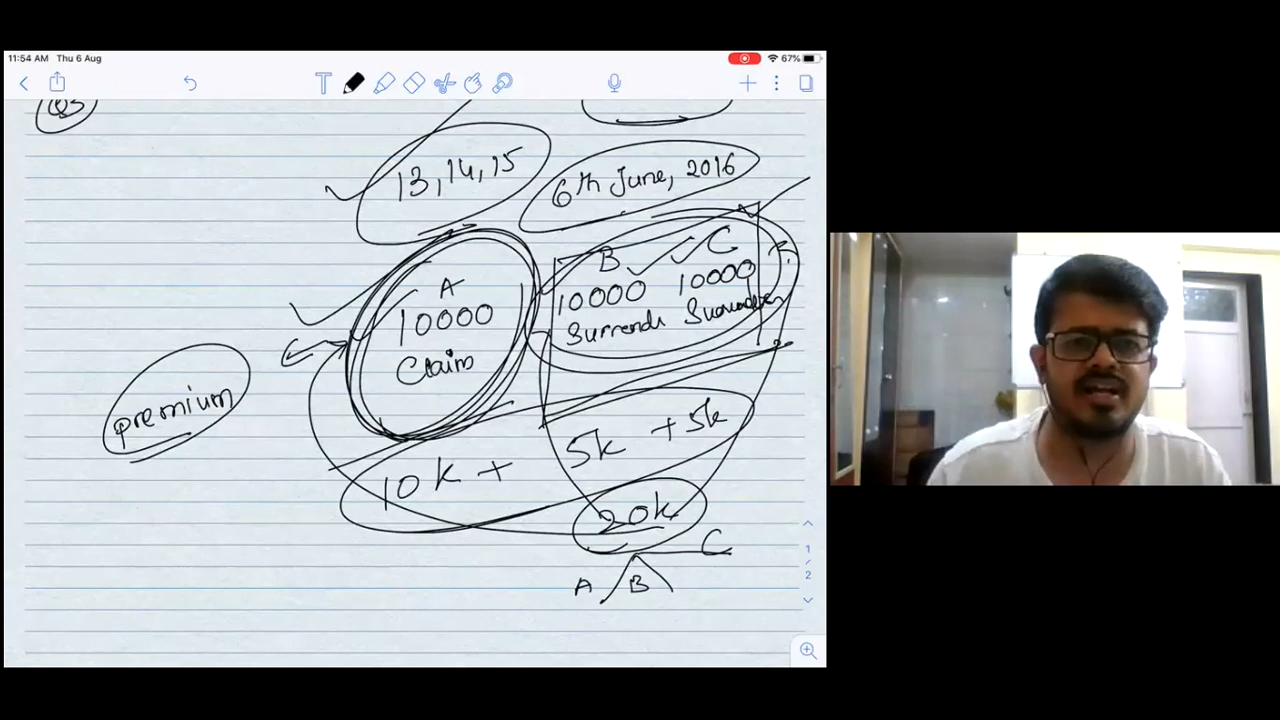 11:54 AM Thu 6 Aug
67%
T
Q3
13, 14, 15
6th June, 2016
A
B
C
10000
10000
10000
Claim
Surrender
premium
10k + 5k + 5k
20k
C
A
B
1
2